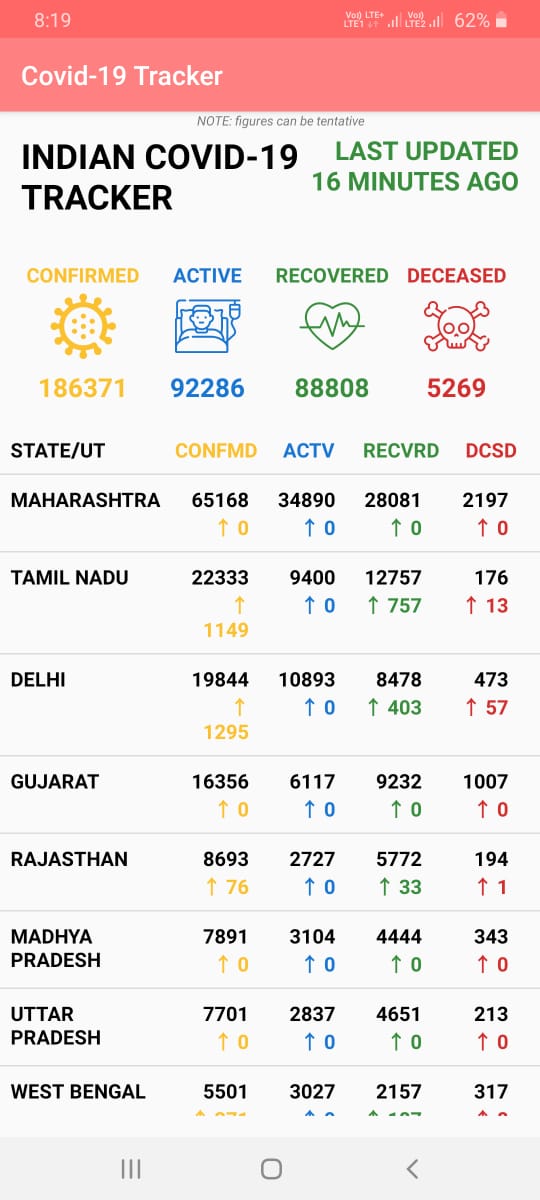 8:19 Vo)) LTE+ LTE1 Vo)) LTE2 62%
Covid-19 Tracker
NOTE: figures can be tentative
INDIAN COVID-19
TRACKER
LAST UPDATED
16 MINUTES AGO
CONFIRMED ACTIVE RECOVERED DECEASED
186371 92286 88808 5269
STATE/UT CONFMD ACTV RECVRD DCSD
MAHARASHTRA 65168 34890 28081 2197
↑ 0 ↑ 0 ↑ 0 ↑ 0
TAMIL NADU 22333 9400 12757 176
↑ ↑ 0 ↑ 757 ↑ 13
1149
DELHI 19844 10893 8478 473
↑ ↑ 0 ↑ 403 ↑ 57
1295
GUJARAT 16356 6117 9232 1007
↑ 0 ↑ 0 ↑ 0 ↑ 0
RAJASTHAN 8693 2727 5772 194
↑ 76 ↑ 0 ↑ 33 ↑ 1
MADHYA
PRADESH 7891 3104 4444 343
↑ 0 ↑ 0 ↑ 0 ↑ 0
UTTAR
PRADESH 7701 2837 4651 213
↑ 0 ↑ 0 ↑ 0 ↑ 0
WEST BENGAL 5501 3027 2157 317